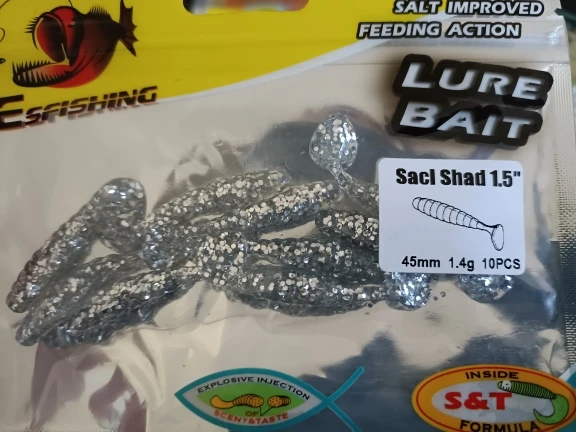 SALT IMPROVED
FEEDING ACTION
ESFISHING
LURE
BAIT
Sacl Shad 1.5"
45mm 1.4g 10PCS
EXPLOSIVE INJECTION
OF
SCENT&TASTE
INSIDE
S&T
FORMULA